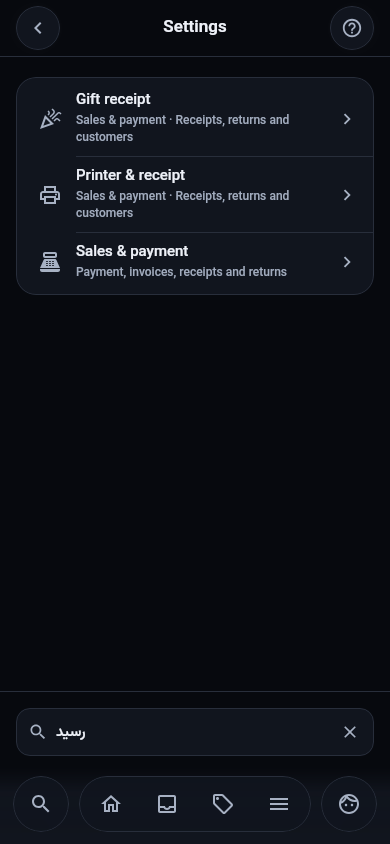 Settings
Gift receipt
Sales & payment · Receipts, returns and
customers
Printer & receipt
Sales & payment · Receipts, returns and
customers
Sales & payment
Payment, invoices, receipts and returns
رسید